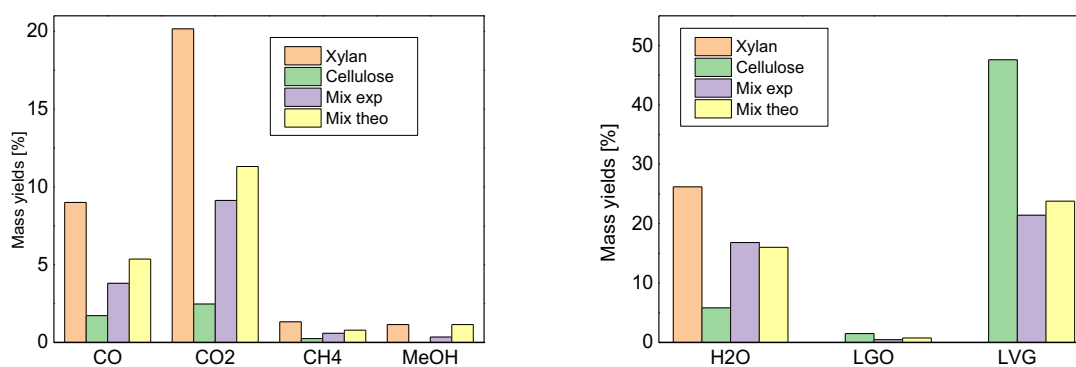 Mass yields [%]
20
15
10
5
0
Xylan
Cellulose
Mix exp
Mix theo
CO CO2 CH4 MeOH
Mass yields [%]
50
40
30
20
10
0
Xylan
Cellulose
Mix exp
Mix theo
H2O LGO LVG